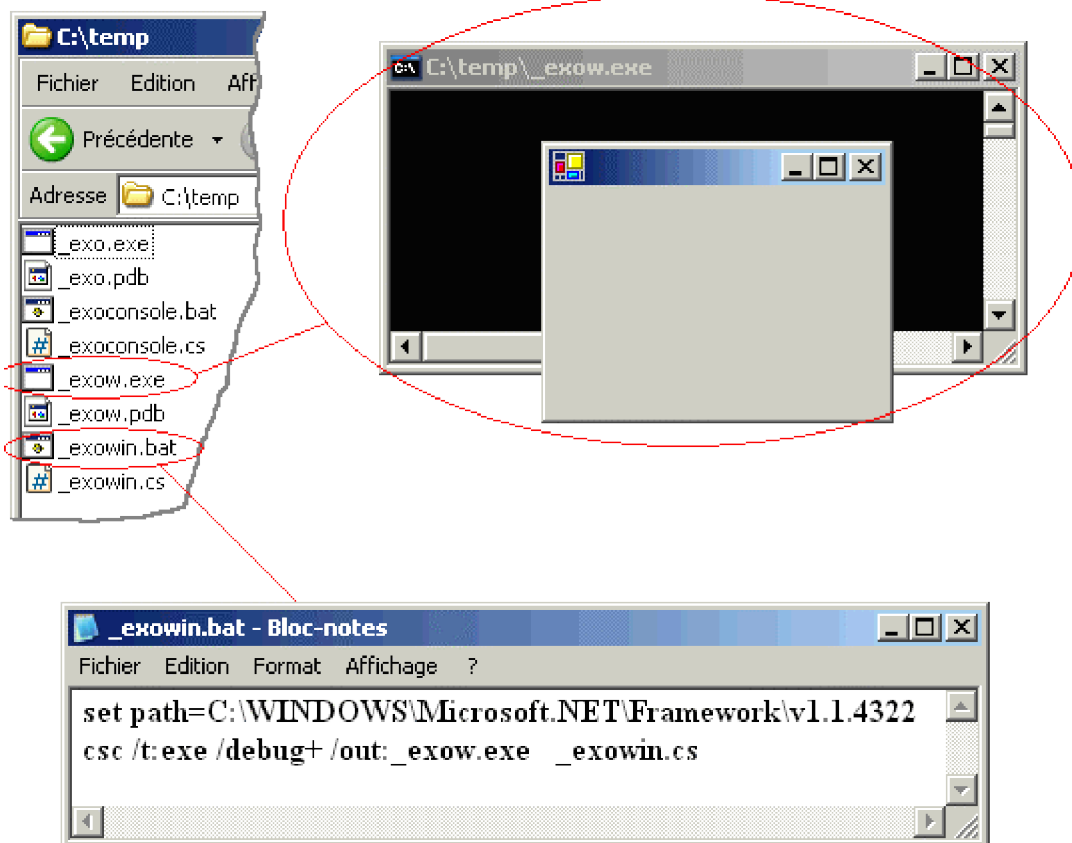 C:\temp
Fichier Edition Aff
Précédente
Adresse C:\temp
_exo.exe
_exo.pdb
_exoconsole.bat
_exoconsole.cs
_exow.exe
_exow.pdb
_exowin.bat
_exowin.cs
C:\temp\_exow.exe
_exowin.bat - Bloc-notes
Fichier Edition Format Affichage ?
set path=C:\WINDOWS\Microsoft.NET\Framework\v1.1.4322
csc /t:exe /debug+ /out:_exow.exe _exowin.cs